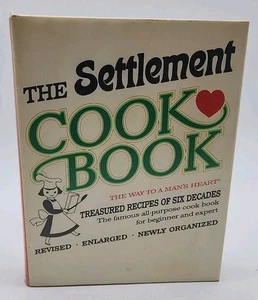 THE Settlement
COOK
BOOK
THE WAY TO A MAN'S HEART
TREASURED RECIPES OF SIX DECADES
The famous all-purpose cook book
for beginner and expert
REVISED · ENLARGED · NEWLY ORGANIZED